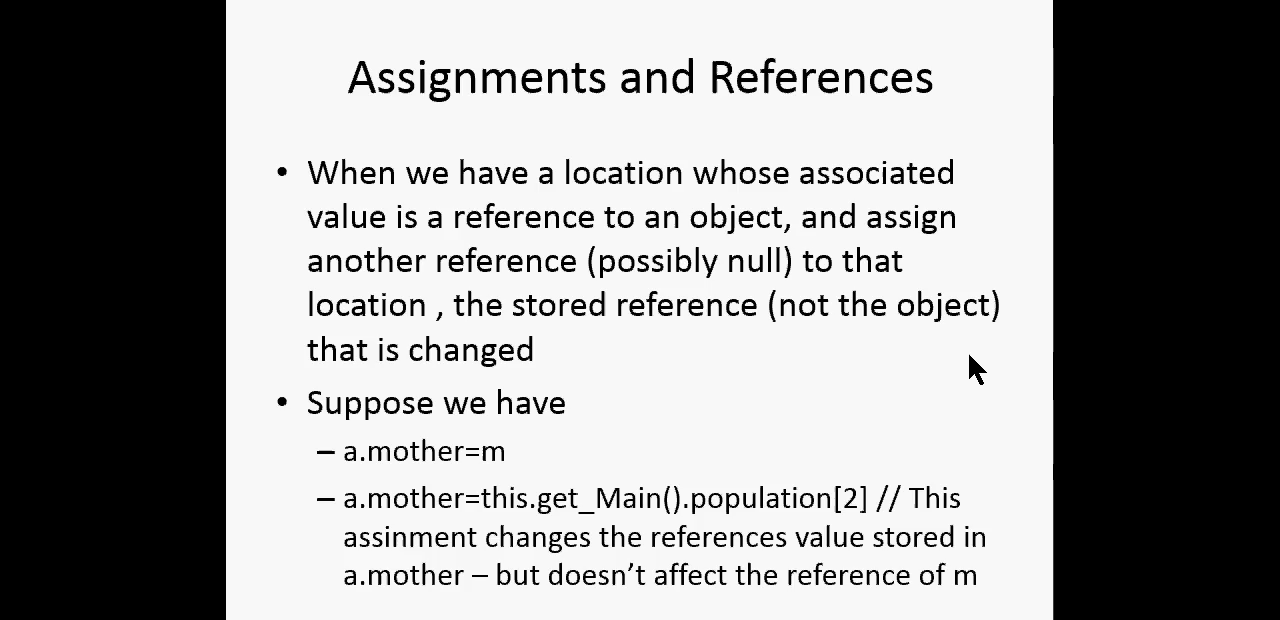 Assignments and References
• When we have a location whose associated
value is a reference to an object, and assign
another reference (possibly null) to that
location , the stored reference (not the object)
that is changed
• Suppose we have
– a.mother=m
– a.mother=this.get_Main().population[2] // This
assinment changes the references value stored in
a.mother – but doesn’t affect the reference of m